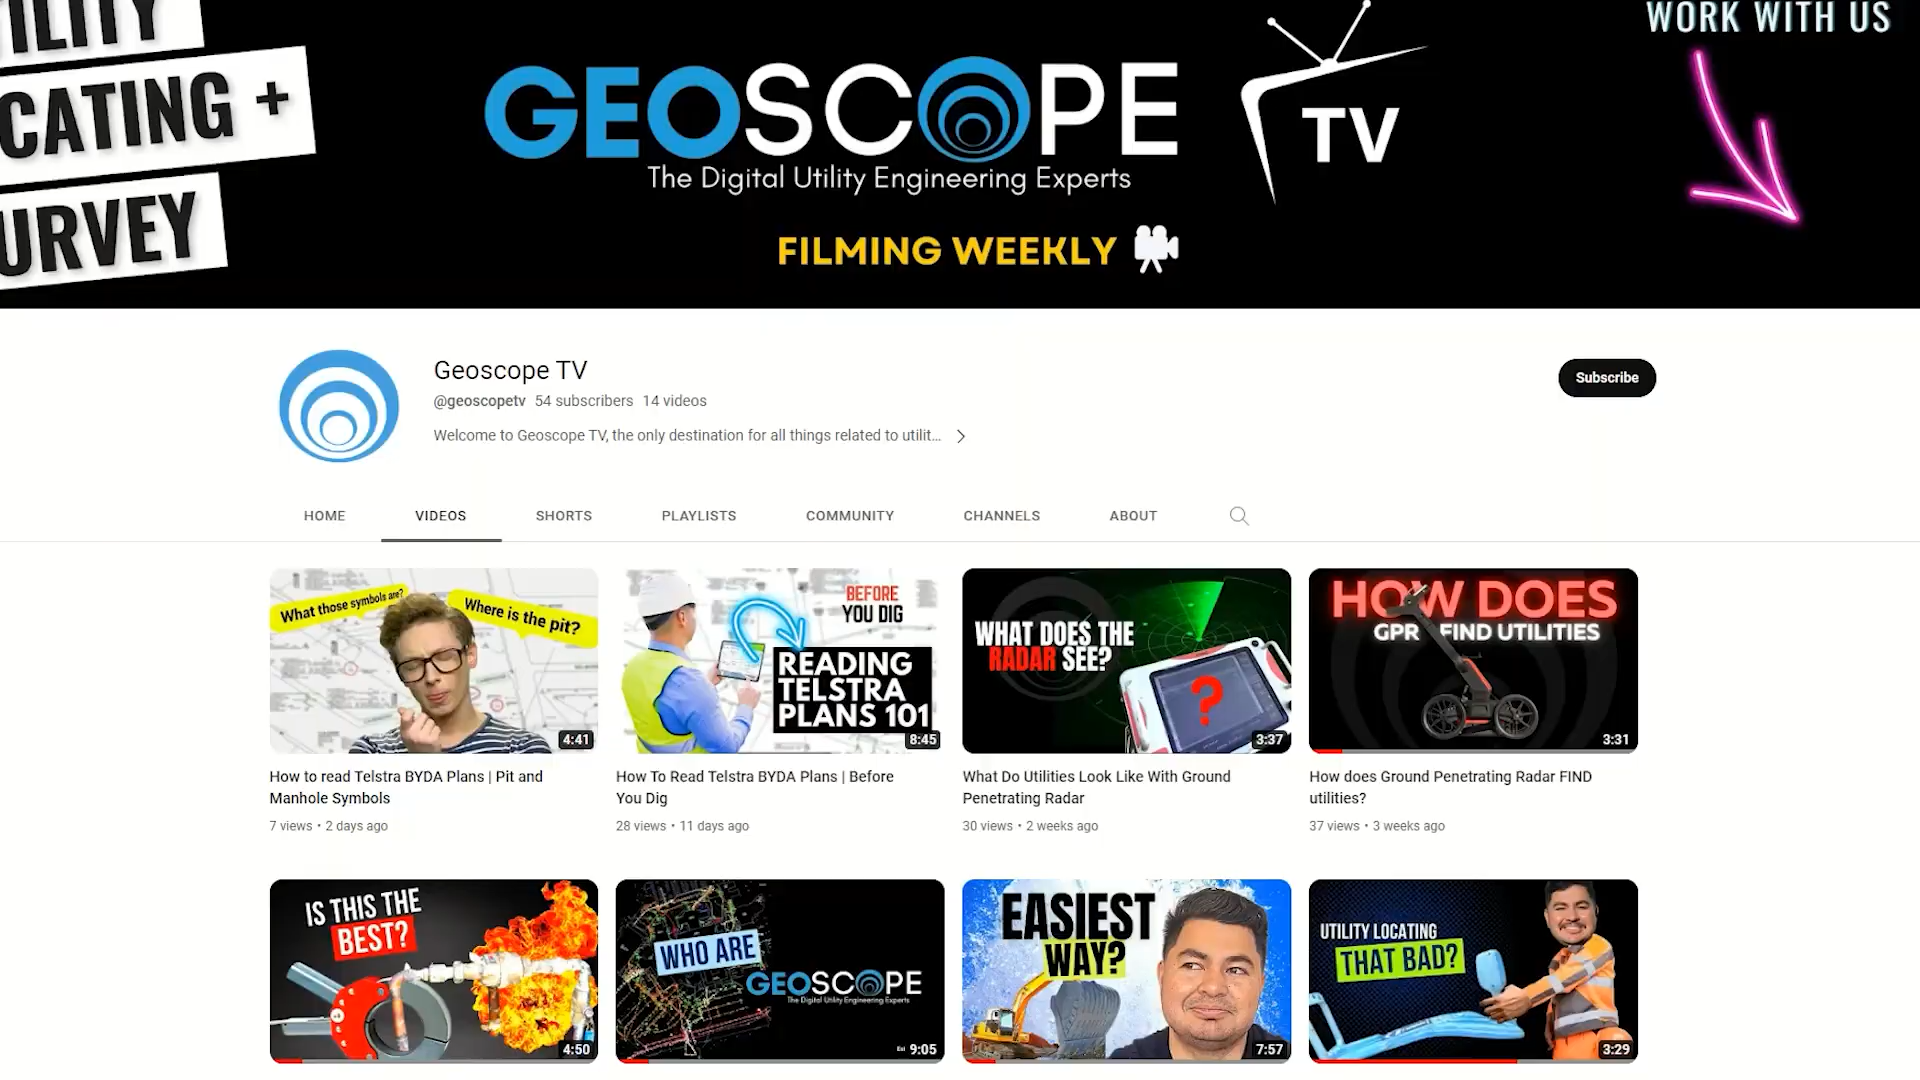 WORK WITH US
CATING +
URVEY
GEOSCOPE
TV
The Digital Utility Engineering Experts
FILMING WEEKLY
Geoscope TV
@geoscopetv 54 subscribers 14 videos
Welcome to Geoscope TV, the only destination for all things related to utilit...
Subscribe
HOME VIDEOS SHORTS PLAYLISTS COMMUNITY CHANNELS ABOUT
What those symbols are?
Where is the pit?
4:41
BEFORE
YOU DIG
READING
TELSTRA
PLANS 101
8:45
WHAT DOES THE
RADAR SEE?
?
3:37
HOW DOES
GPR FIND UTILITIES
3:31
How to read Telstra BYDA Plans | Pit and
Manhole Symbols
7 views • 2 days ago
How To Read Telstra BYDA Plans | Before
You Dig
28 views • 11 days ago
What Do Utilities Look Like With Ground
Penetrating Radar
30 views • 2 weeks ago
How does Ground Penetrating Radar FIND
utilities?
37 views • 3 weeks ago
IS THIS THE
BEST?
4:50
WHO ARE
GEOSCOPE
The Digital Utility Engineering Experts
9:05
EASIEST
WAY?
7:57
UTILITY LOCATING
THAT BAD?
3:29